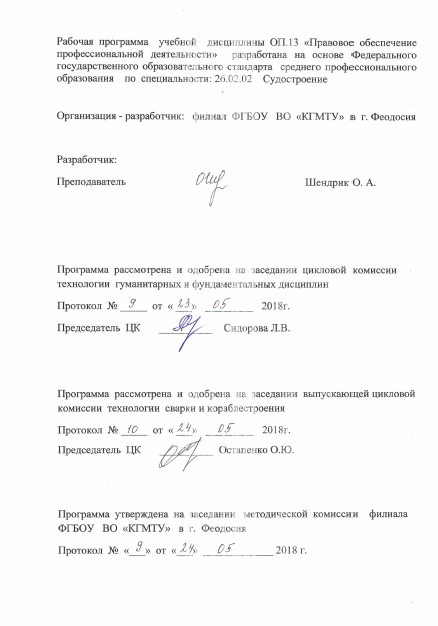 Рабочая программа учебной дисциплины ОП.13 «Правовое обеспечение
профессиональной деятельности» разработана на основе Федерального
государственного образовательного стандарта среднего профессионального
образования по специальности: 26.02.02 Судостроение
Организация - разработчик: филиал ФГБОУ ВО «КГМТУ» в г. Феодосия
Разработчик:
Преподаватель Шендрик О. А.
Программа рассмотрена и одобрена на заседании цикловой комиссии
технологии гуманитарных и фундаментальных дисциплин
Протокол № 9 от «23» 05 2018г.
Председатель ЦК Сидорова Л.В.
Программа рассмотрена и одобрена на заседании выпускающей цикловой
комиссии технологии сварки и кораблестроения
Протокол № 10 от «24» 05 2018г.
Председатель ЦК Остапенко О.Ю.
Программа утверждена на заседании методической комиссии филиала
ФГБОУ ВО «КГМТУ» в г. Феодосия
Протокол № «9» от «24» 05 2018 г.